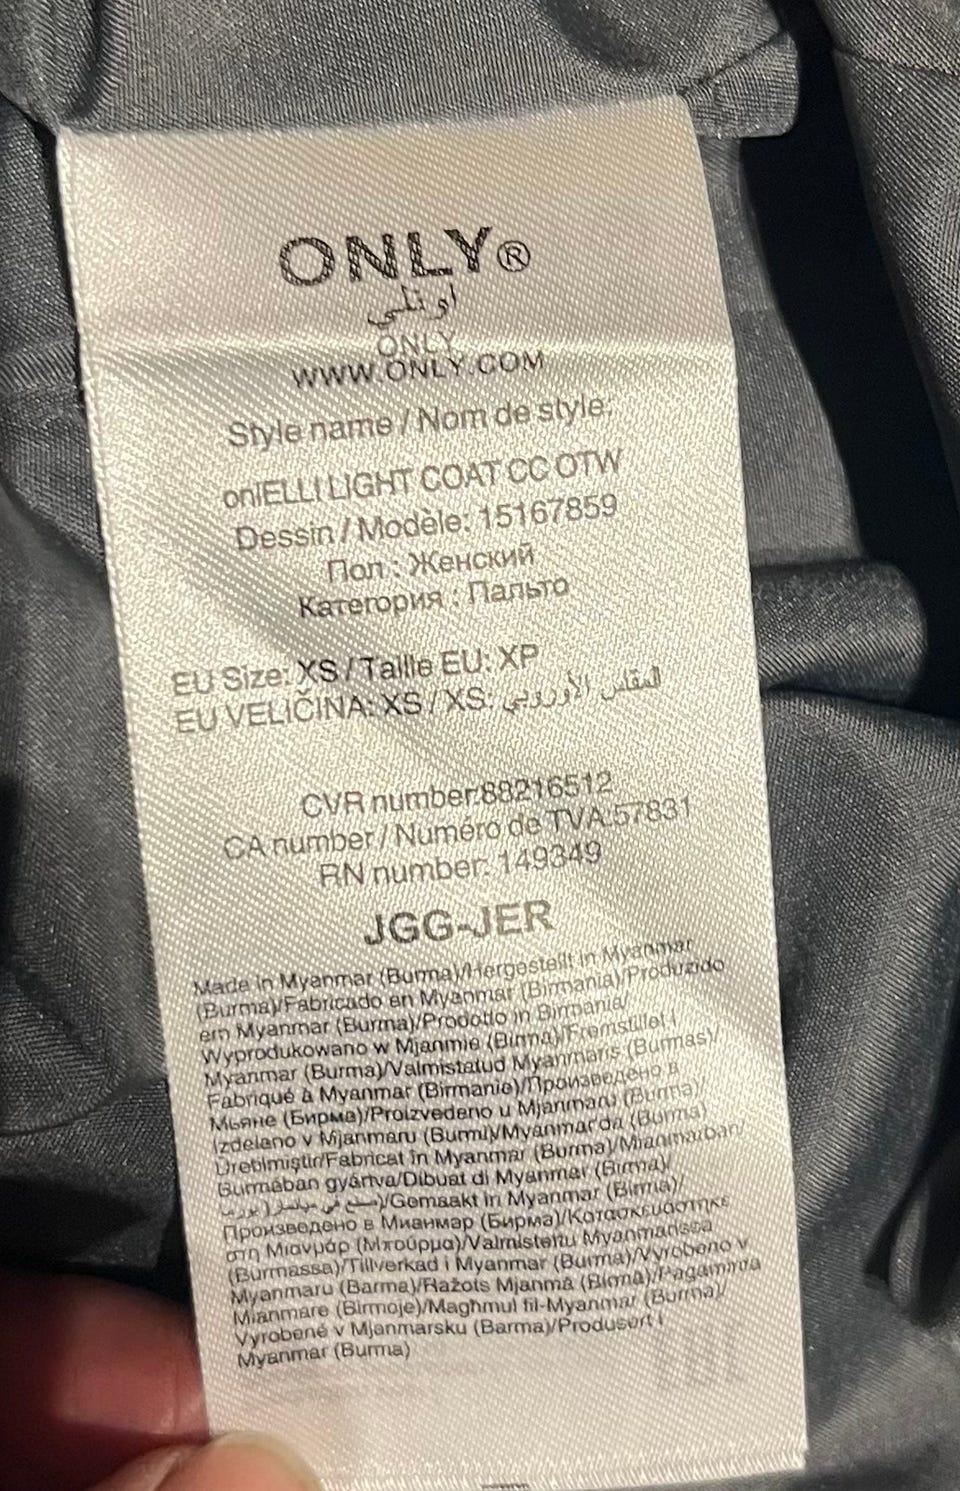 ONLY®
اونلي
ONLY
WWW.ONLY.COM
Style name / Nom de style:
onlELLI LIGHT COAT CC OTW
Dessin / Modèle: 15167859
Пол : Женский
Категория : Пальто
EU Size: XS / Taille EU: XP
EU VELIČINA: XS / XS: المقاس الأوروبي
CVR number:88216512
CA number / Numéro de TVA:57831
RN number: 149349
JGG-JER
Made in Myanmar (Burma)/Hergestellt in Myanmar
(Burma)/Fabricado en Myanmar (Birmania)/Produzido
em Myanmar (Burma)/Prodotto in Birmania/
Wyprodukowano w Mjanmie (Birma)/Fremstillet i
Myanmar (Burma)/Valmistatud Myanmaris (Burmas)/
Fabriqué à Myanmar (Birmanie)/Произведено в
Мьяне (Бирма)/Proizvedeno u Mjanmaru (Burma)/
Izdelano v Mjanmaru (Burmi)/Myanmar'da (Burma)
Üretilmiştir/Fabricat în Myanmar (Burma)/Mianmarban/
Burmában gyártva/Dibuat di Myanmar (Birma)/
صنع في ميانمار (بورما)/Gemaakt in Myanmar (Birma)/
Произведено в Мианмар (Бирма)/Κατασκευάστηκε
στη Μιανμάρ (Μπούρμα)/Valmistettu Myanmarissa
(Burmassa)/Tillverkad i Myanmar (Burma)/Vyrobeno v
Myanmaru (Barma)/Ražots Mjanmā (Birmā)/Pagaminta
Mianmare (Birmoje)/Maghmul fil-Myanmar (Burma)/
Vyrobené v Mjanmarsku (Barma)/Produsert i
Myanmar (Burma)